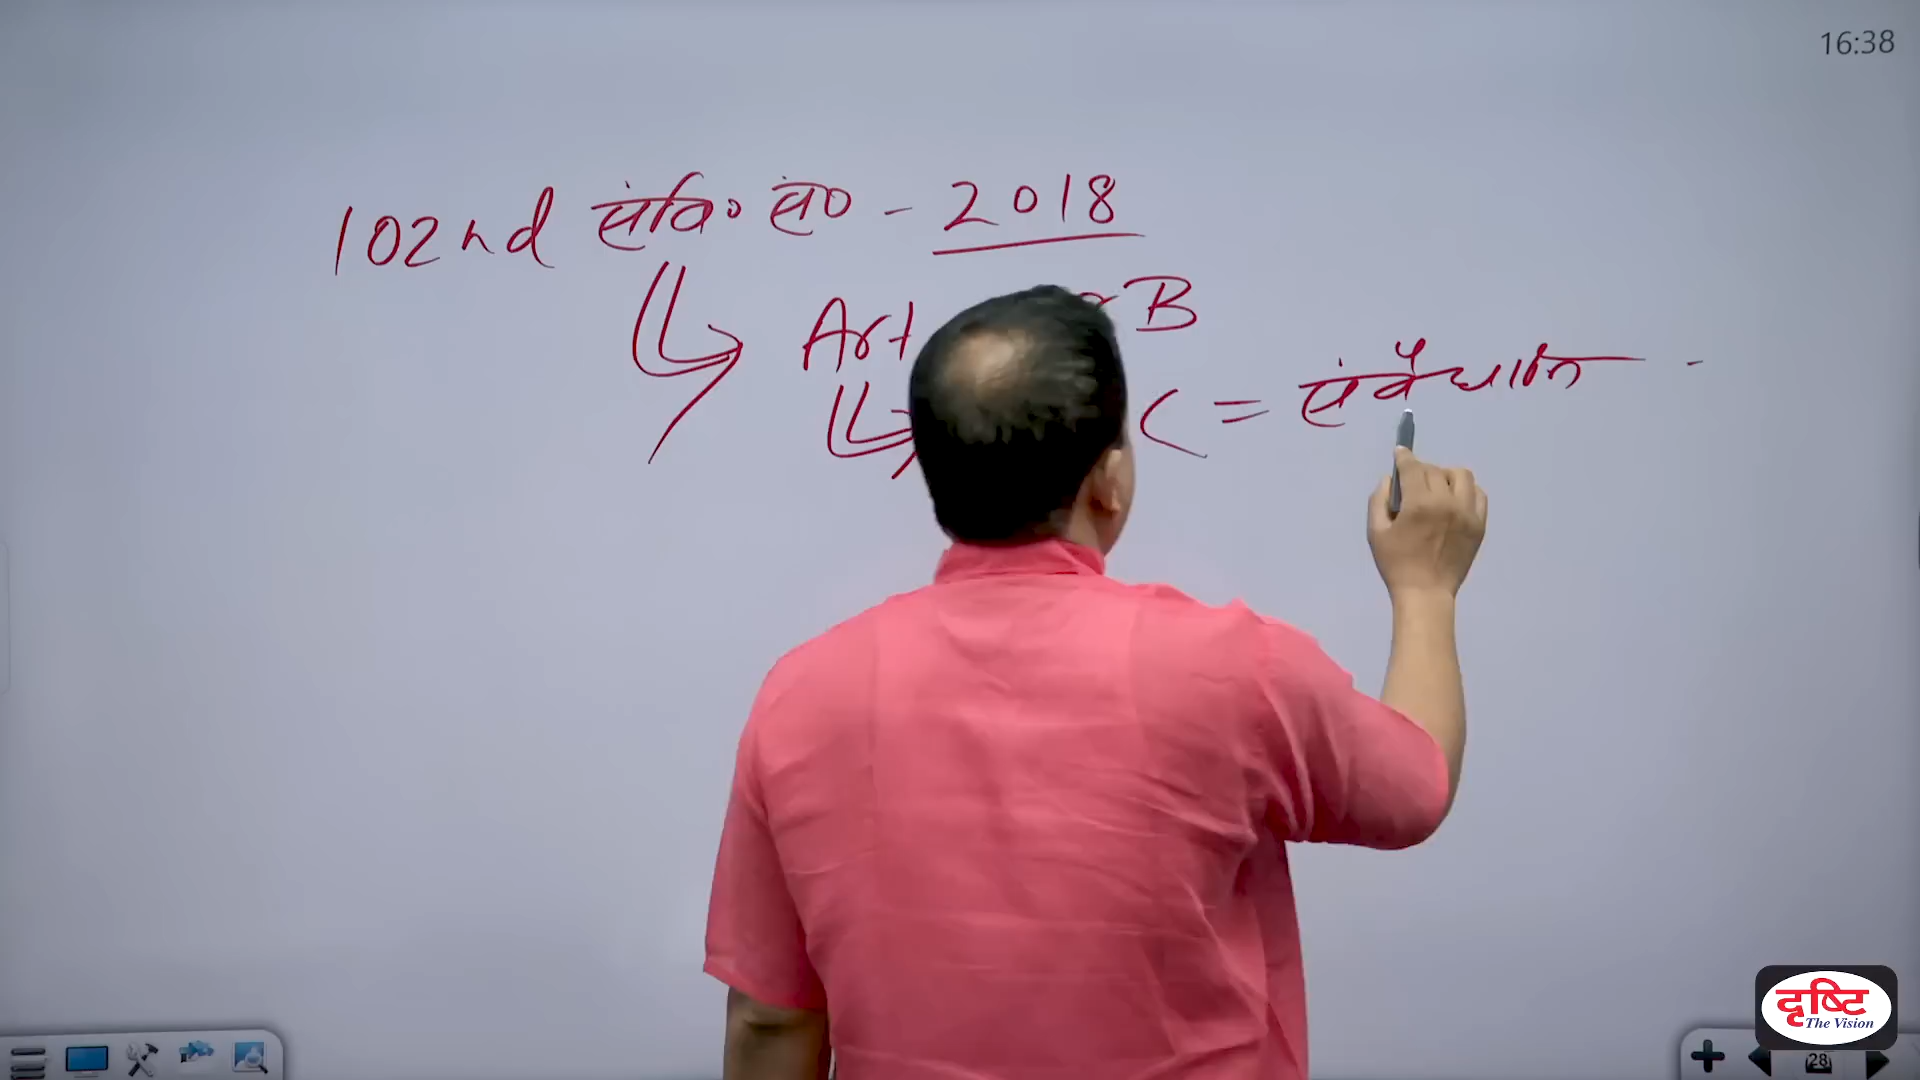 16:38
102nd संवि० सं० - 2018
Art B
C = संवैधानिक -
दृष्टि
The Vision
28